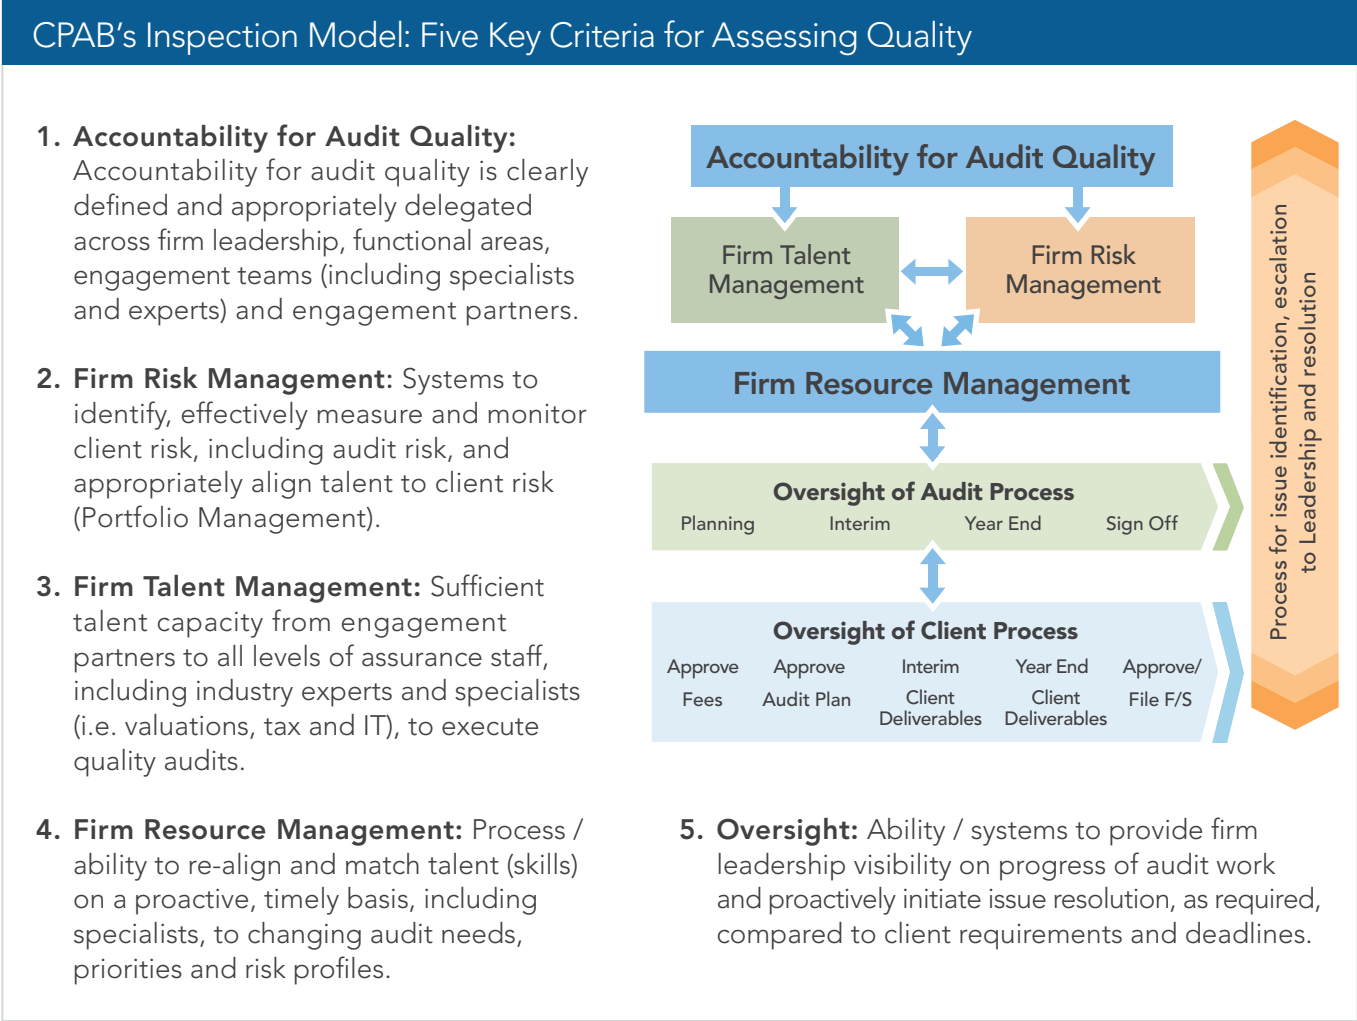 CPAB's Inspection Model: Five Key Criteria for Assessing Quality
1. Accountability for Audit Quality:
Accountability for audit quality is clearly
defined and appropriately delegated
across firm leadership, functional areas,
engagement teams (including specialists
and experts) and engagement partners.
2. Firm Risk Management: Systems to
identify, effectively measure and monitor
client risk, including audit risk, and
appropriately align talent to client risk
(Portfolio Management).
3. Firm Talent Management: Sufficient
talent capacity from engagement
partners to all levels of assurance staff,
including industry experts and specialists
(i.e. valuations, tax and IT), to execute
quality audits.
4. Firm Resource Management: Process /
ability to re-align and match talent (skills)
on a proactive, timely basis, including
specialists, to changing audit needs,
priorities and risk profiles.
Accountability for Audit Quality
Firm Talent
Management
Firm Risk
Management
Firm Resource Management
Oversight of Audit Process
Planning Interim Year End Sign Off
Oversight of Client Process
Approve
Fees
Approve
Audit Plan
Interim
Client
Deliverables
Year End
Client
Deliverables
Approve/
File F/S
Process for issue identification, escalation
to Leadership and resolution
5. Oversight: Ability / systems to provide firm
leadership visibility on progress of audit work
and proactively initiate issue resolution, as required,
compared to client requirements and deadlines.